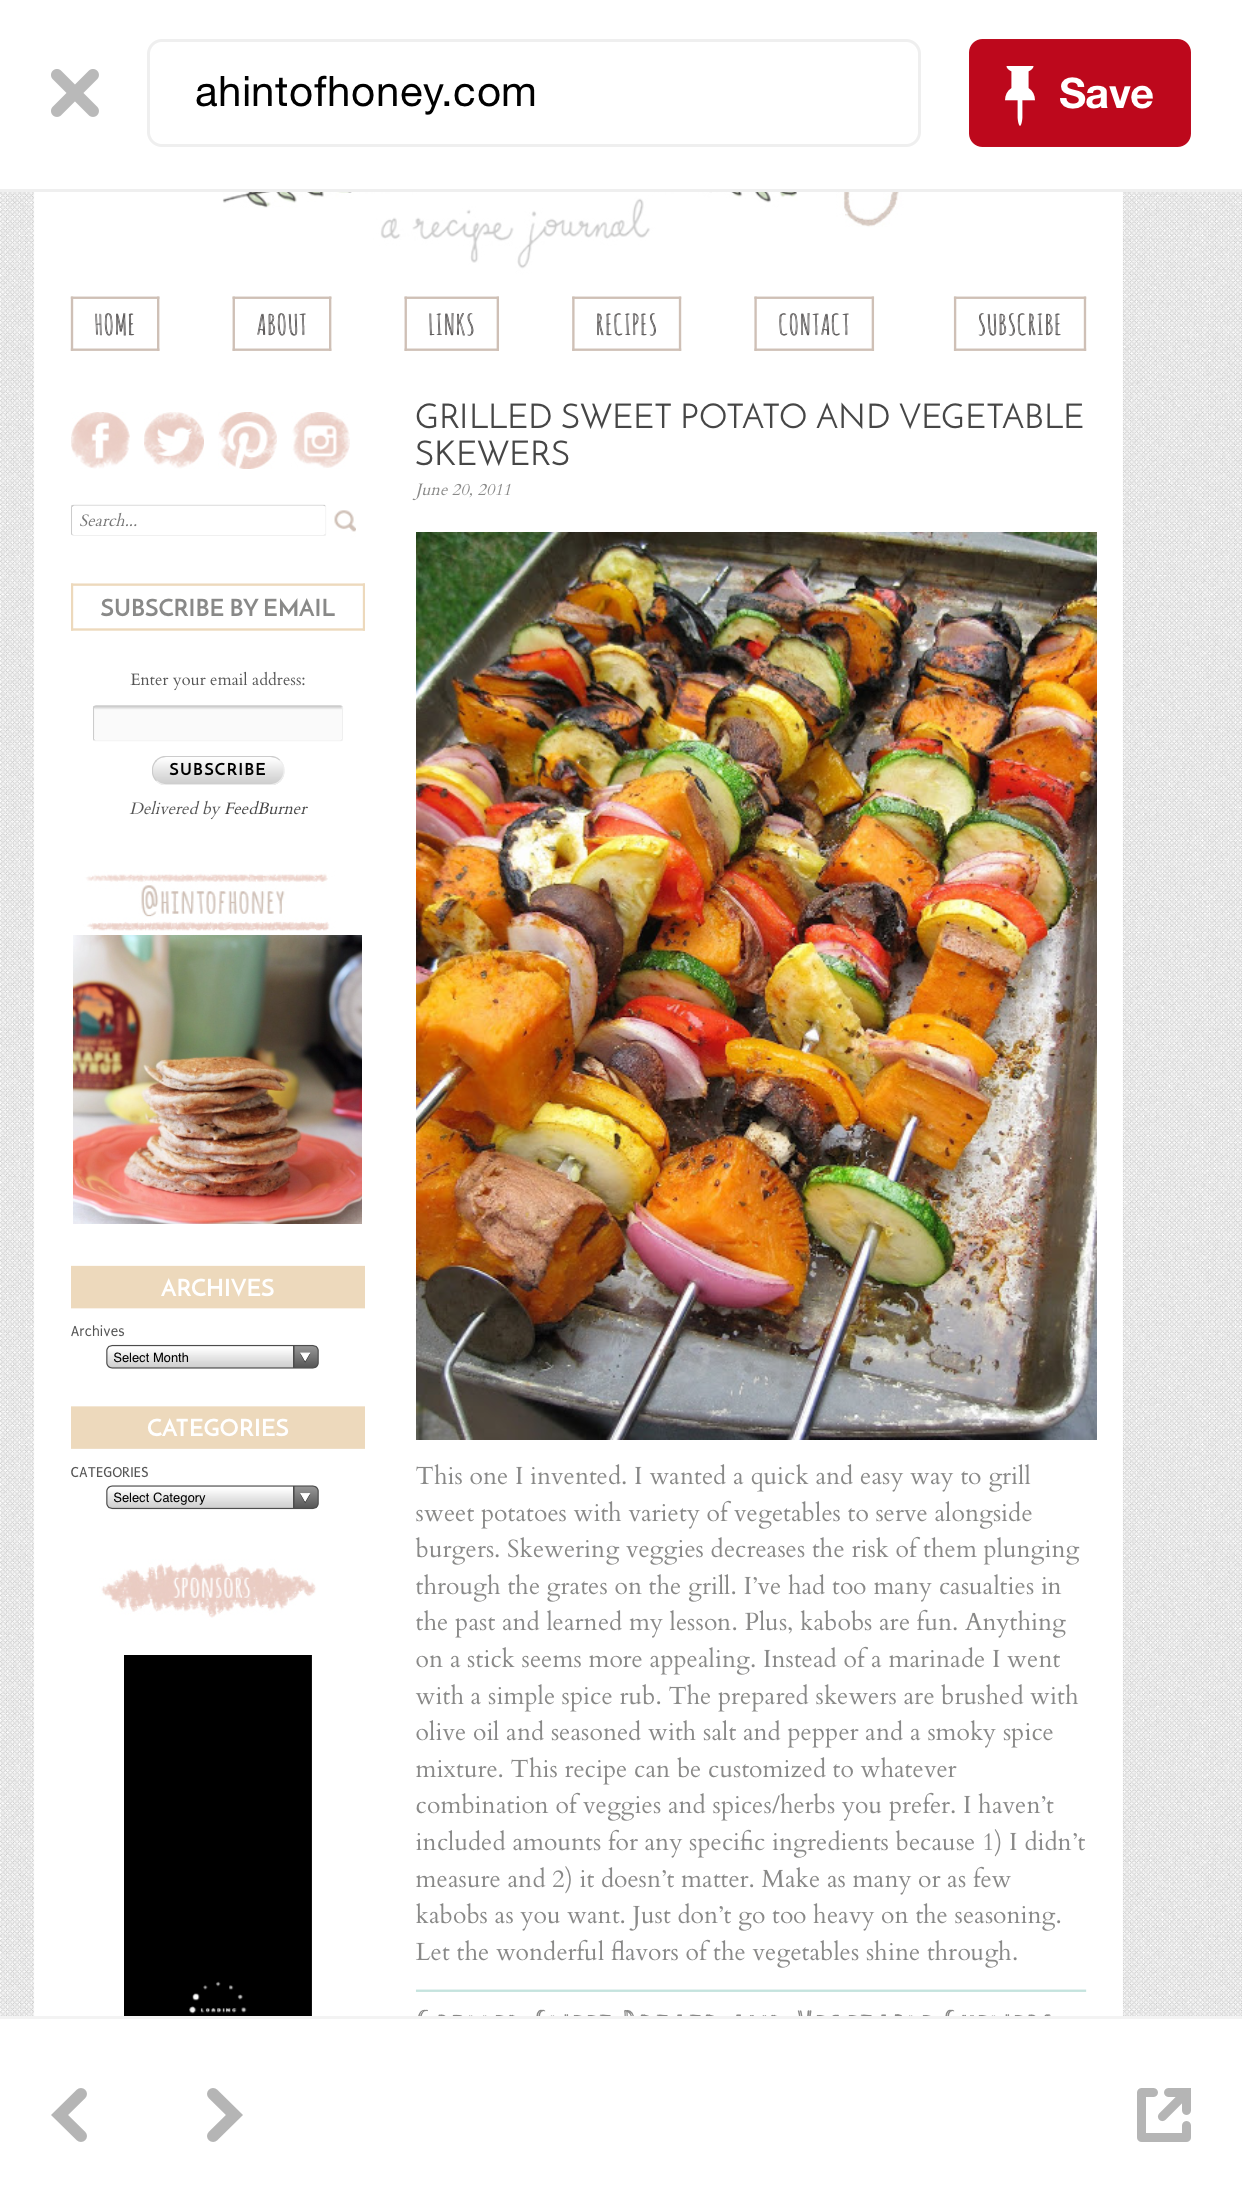 ahintofhoney.com
Save
a recipe journal
HOME
ABOUT
LINKS
RECIPES
CONTACT
SUBSCRIBE
Search...
SUBSCRIBE BY EMAIL
Enter your email address:
SUBSCRIBE
Delivered by FeedBurner
@HINTOFHONEY
MAPLE
SYRUP
ARCHIVES
Archives
Select Month
CATEGORIES
CATEGORIES
Select Category
SPONSORS
LOADING
GRILLED SWEET POTATO AND VEGETABLE
SKEWERS
June 20, 2011
This one I invented. I wanted a quick and easy way to grill
sweet potatoes with variety of vegetables to serve alongside
burgers. Skewering veggies decreases the risk of them plunging
through the grates on the grill. I’ve had too many casualties in
the past and learned my lesson. Plus, kabobs are fun. Anything
on a stick seems more appealing. Instead of a marinade I went
with a simple spice rub. The prepared skewers are brushed with
olive oil and seasoned with salt and pepper and a smoky spice
mixture. This recipe can be customized to whatever
combination of veggies and spices/herbs you prefer. I haven’t
included amounts for any specific ingredients because 1) I didn’t
measure and 2) it doesn’t matter. Make as many or as few
kabobs as you want. Just don’t go too heavy on the seasoning.
Let the wonderful flavors of the vegetables shine through.